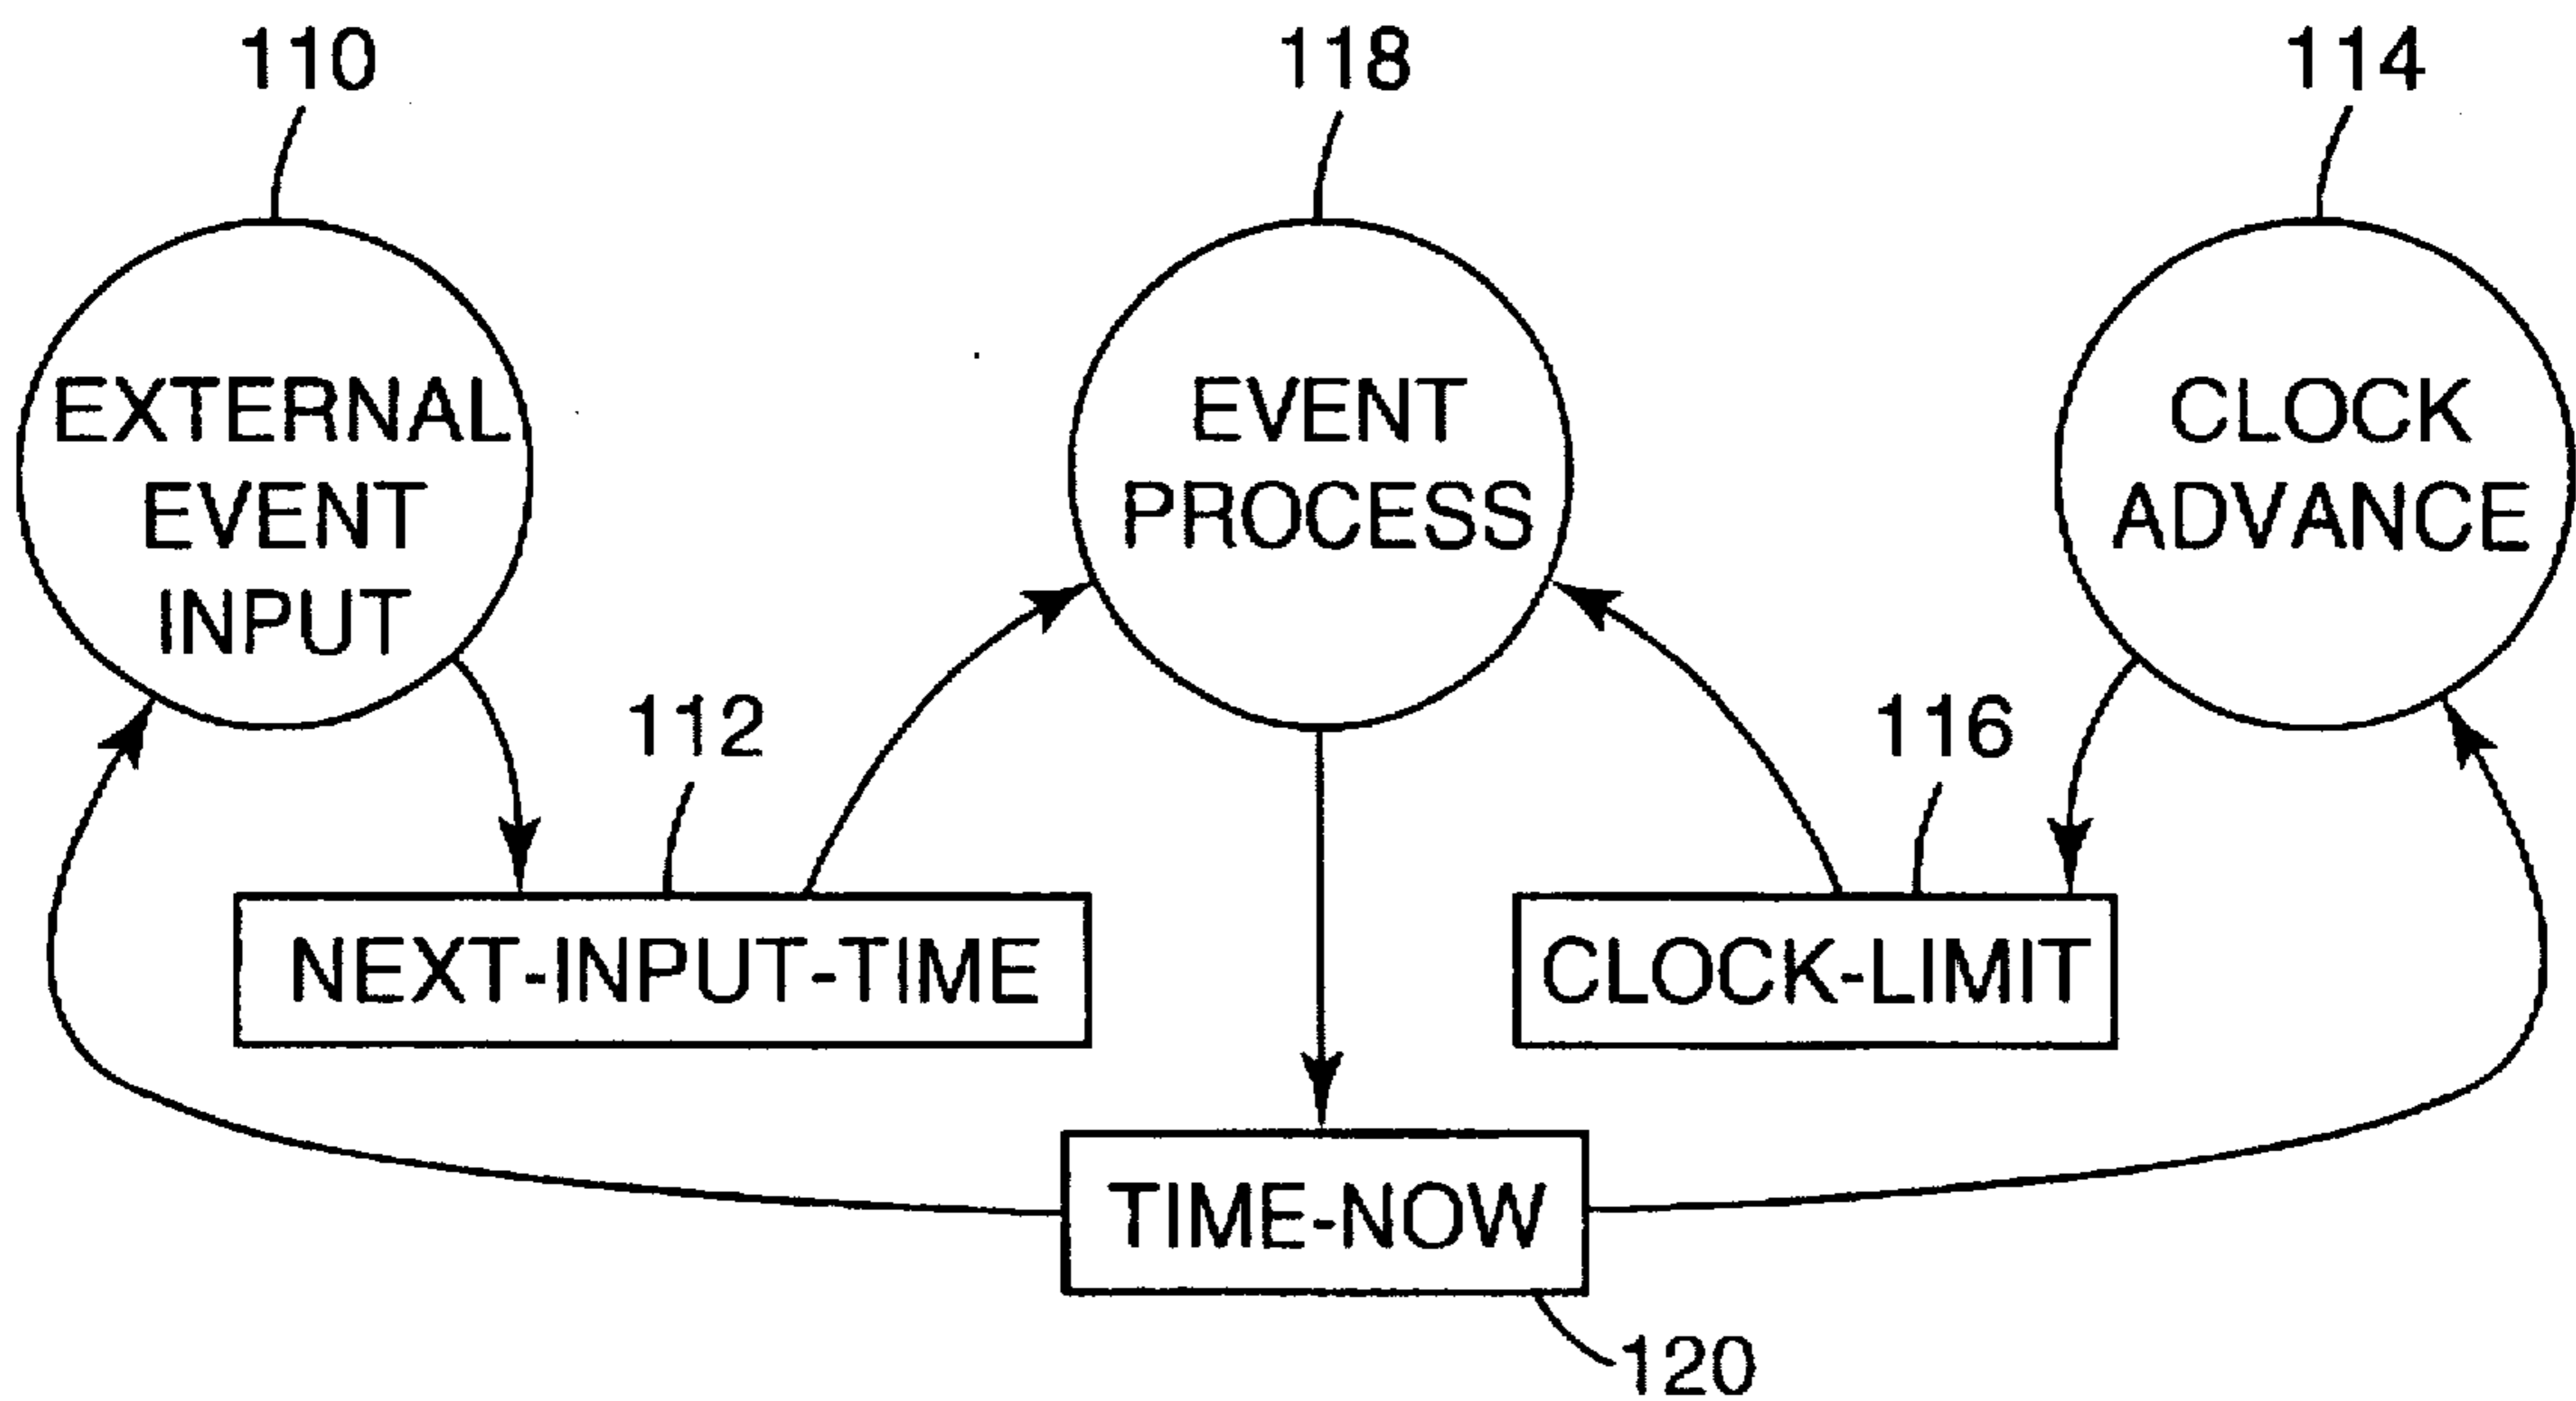 110
118
114
EXTERNAL
EVENT
INPUT
EVENT
PROCESS
CLOCK
ADVANCE
112
116
NEXT-INPUT-TIME
CLOCK-LIMIT
TIME-NOW
120